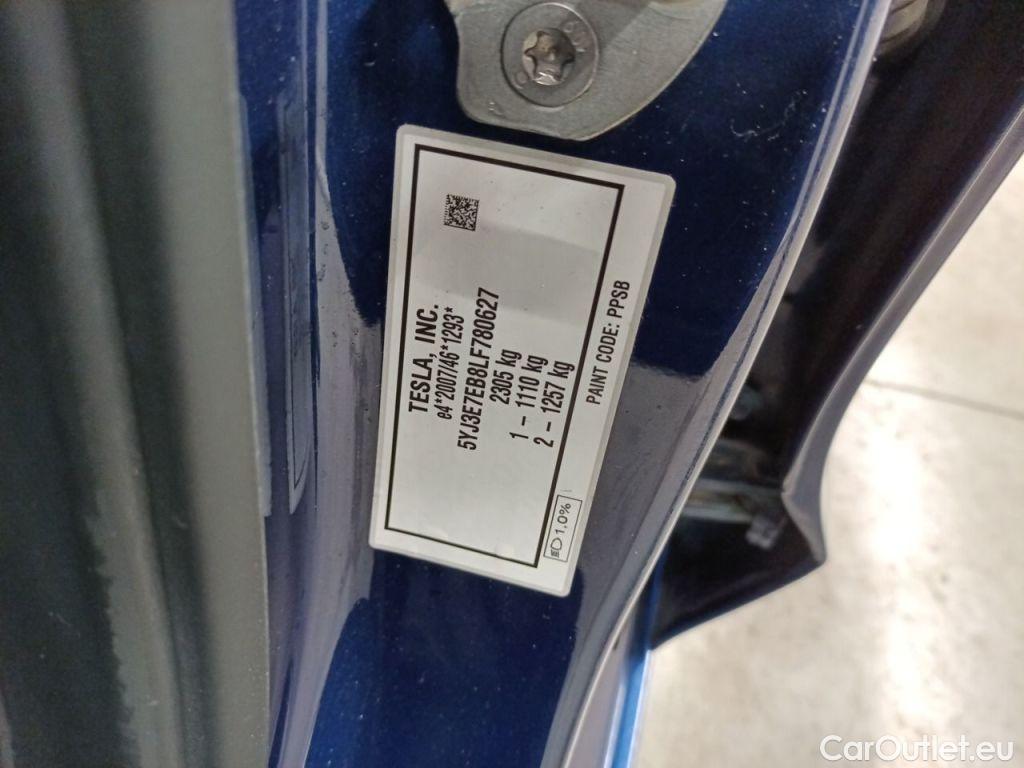 TESLA, INC.
e4*2007/46*1293*
5YJ3E7EB8LF780627
2305 kg
1 – 1110 kg
2 – 1257 kg
1.0%
PAINT CODE: PPSB
CarOutlet.eu